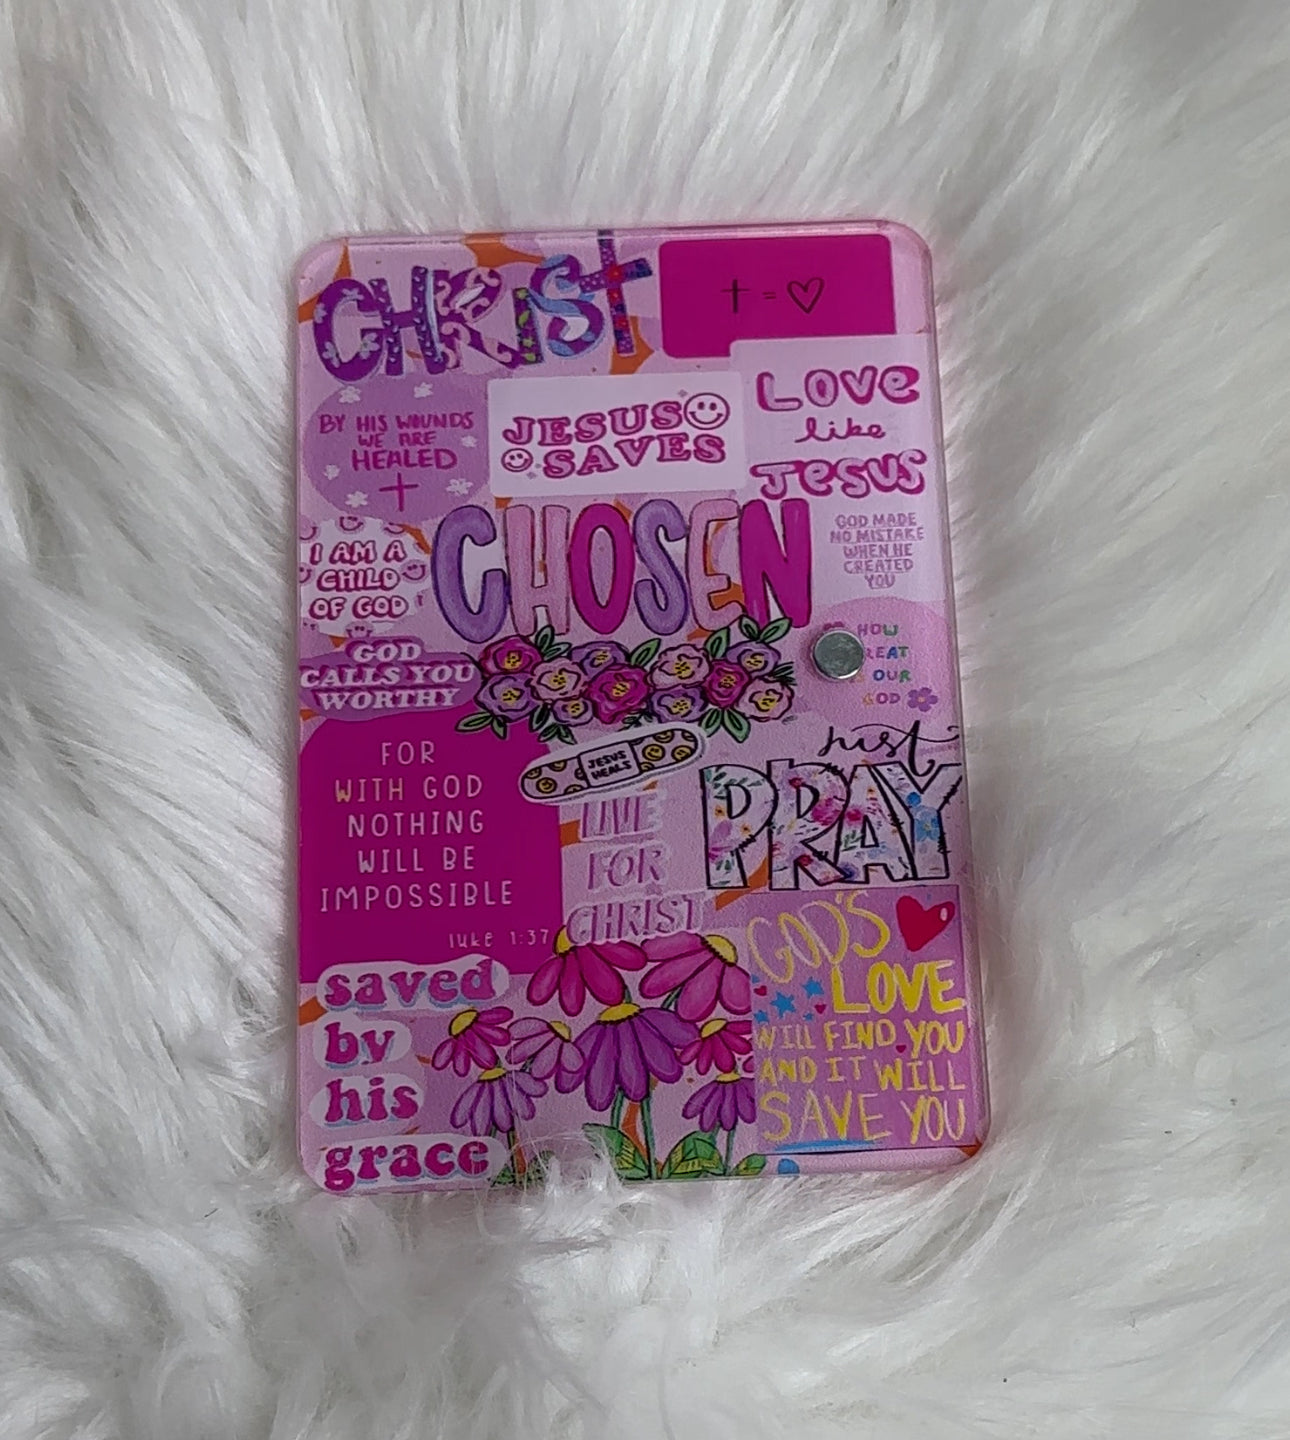 CHRIST
† = ♡
BY HIS WOUNDS
WE ARE
HEALED
JESUS
SAVES
LOVE
like
JESUS
CHOSEN
GOD MADE
NO MISTAKE
WHEN HE
CREATED
YOU
I AM A
CHILD
OF GOD
GOD
CALLS YOU
WORTHY
HOW
OUR
GOD
FOR
WITH GOD
NOTHING
WILL BE
IMPOSSIBLE
luke 1:37
JESUS
HEALS
LIVE
FOR
CHRIST
just
PRAY
saved
by
his
grace
GOD'S
LOVE
WILL FIND YOU
AND IT WILL
SAVE YOU